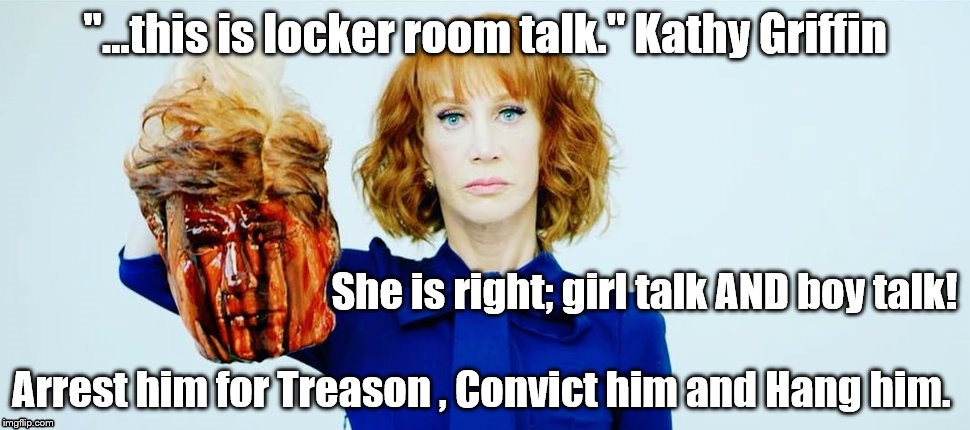 "...this is locker room talk." Kathy Griffin
She is right; girl talk AND boy talk!
Arrest him for Treason , Convict him and Hang him.
imgflip.com